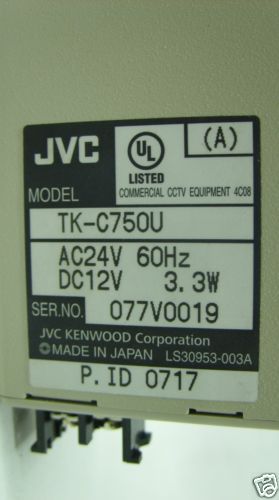 JVC
UL
®
LISTED
(A)
COMMERCIAL CCTV EQUIPMENT 4C08
MODEL
TK-C750U
AC24V 60Hz
DC12V 3.3W
SER.NO. 077V0019
JVC KENWOOD Corporation
MADE IN JAPAN LS30953-003A
P.ID 0717